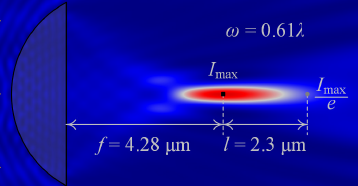 ω = 0.61λ
I_max
I_max/e
f = 4.28 μm
l = 2.3 μm